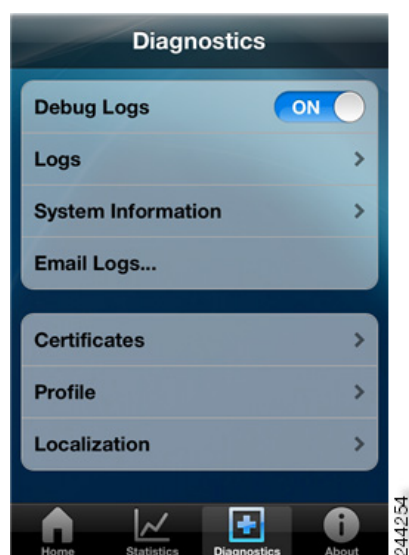 Diagnostics
Debug Logs ON
Logs
System Information
Email Logs...
Certificates
Profile
Localization
Home Statistics Diagnostics About
244254